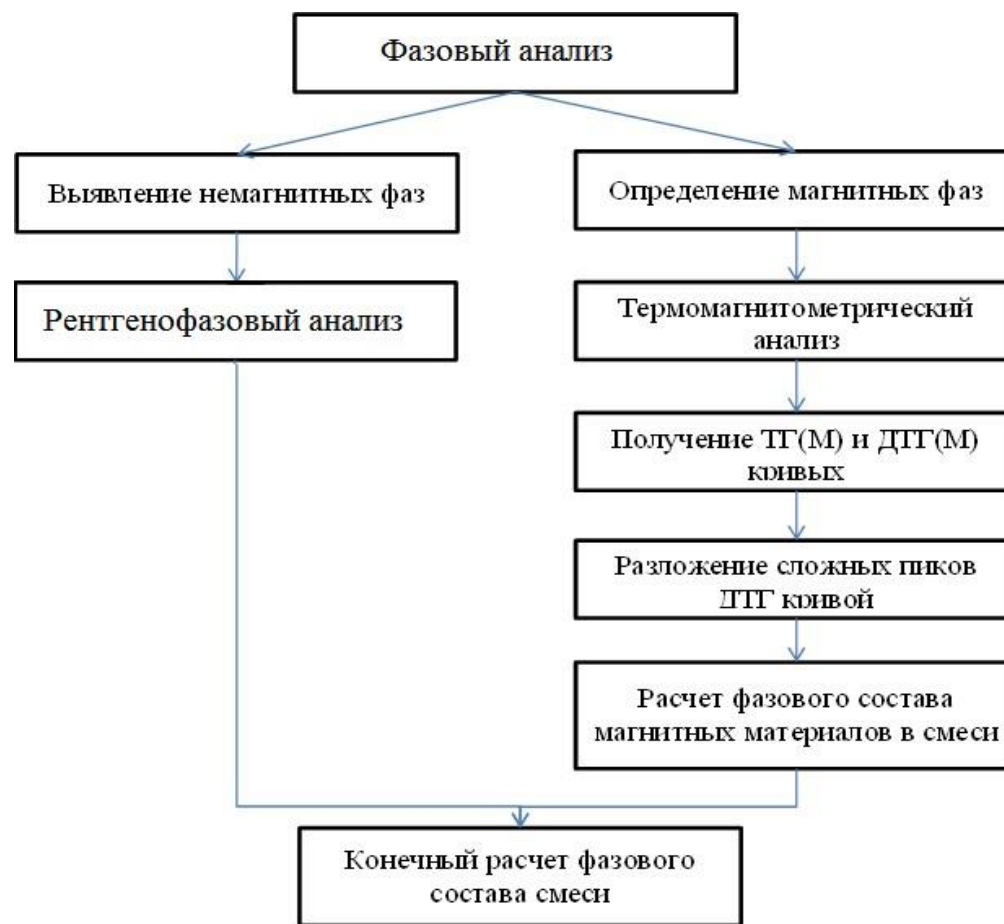 Фазовый анализ
Выявление немагнитных фаз
Определение магнитных фаз
Рентгенофазовый анализ
Термомагнитометрический
анализ
Получение ТГ(М) и ДТГ(М)
кривых
Разложение сложных пиков
ДТГ кривой
Расчет фазового состава
магнитных материалов в смеси
Конечный расчет фазового
состава смеси